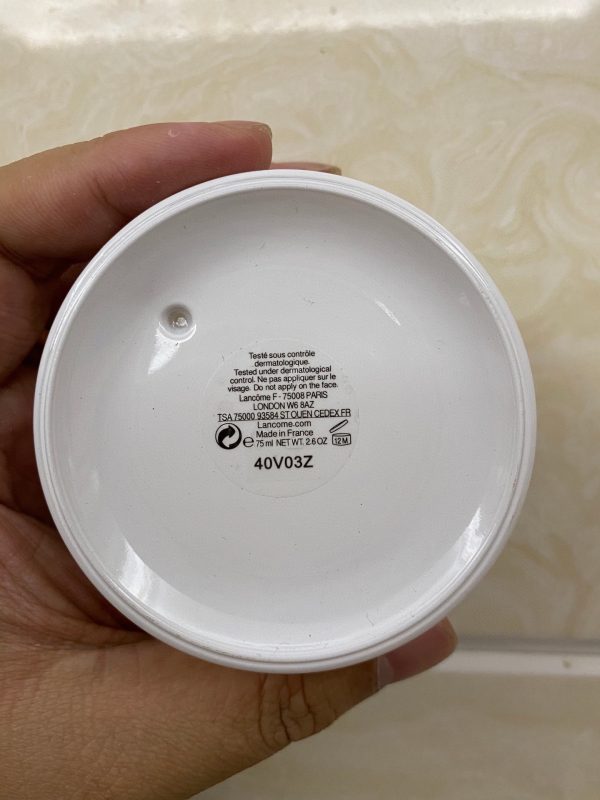 Testé sous contrôle
dermatologique.
Tested under dermatological
control. Ne pas appliquer sur le
visage. Do not apply on the face.
Lancôme F - 75008 PARIS
LONDON W6 8AZ
TSA 75000 93584 ST OUEN CEDEX FR
Lancome.com
Made in France
℮ 75 ml NET WT. 2.6 OZ 12 M
40V03Z